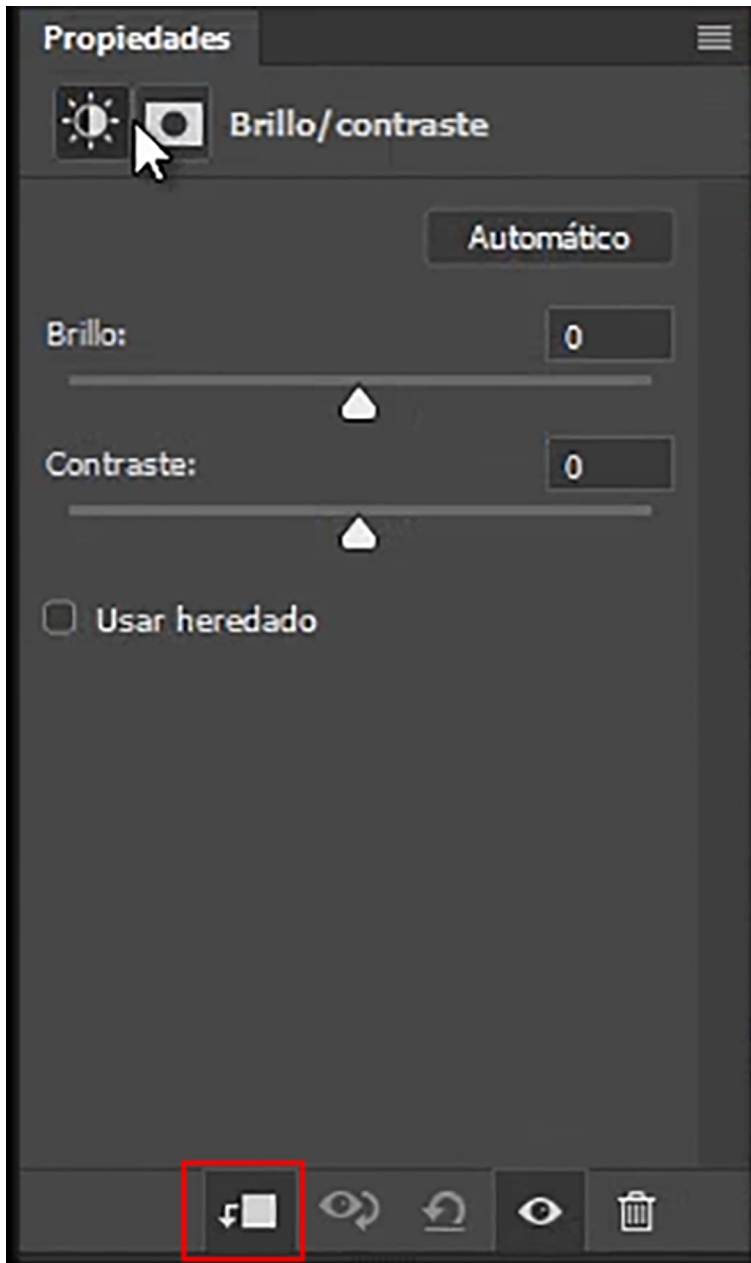 Propiedades
Brillo/contraste
Automático
Brillo:
0
Contraste:
0
Usar heredado